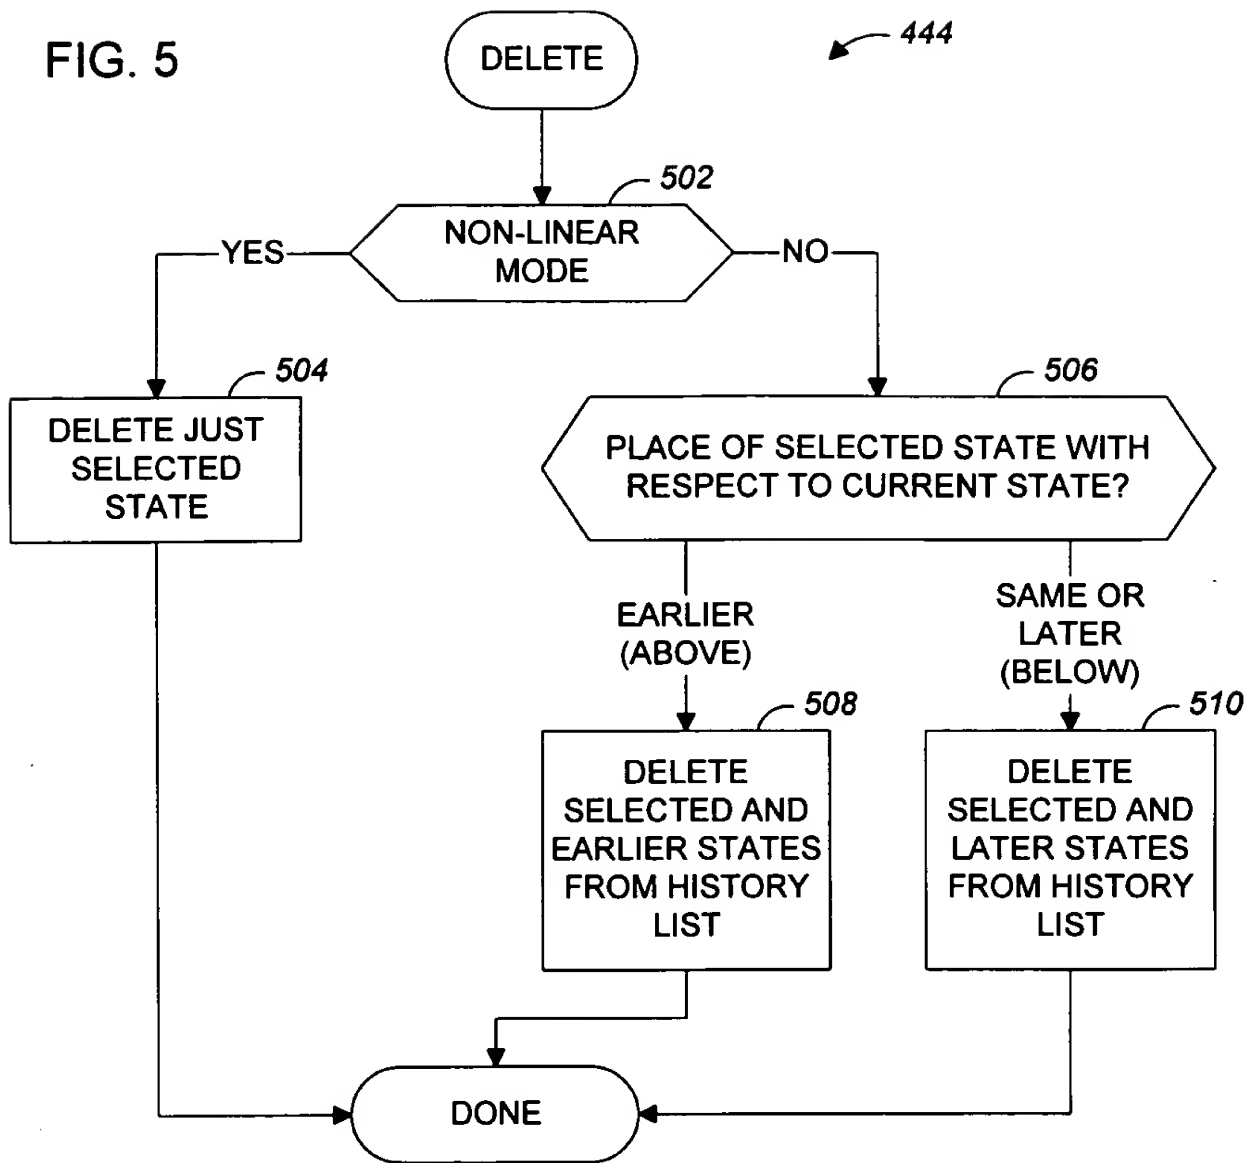 FIG. 5
DELETE
444
502
NON-LINEAR
MODE
YES
NO
504
DELETE JUST
SELECTED
STATE
506
PLACE OF SELECTED STATE WITH
RESPECT TO CURRENT STATE?
EARLIER
(ABOVE)
SAME OR
LATER
(BELOW)
508
DELETE
SELECTED AND
EARLIER STATES
FROM HISTORY
LIST
510
DELETE
SELECTED AND
LATER STATES
FROM HISTORY
LIST
DONE